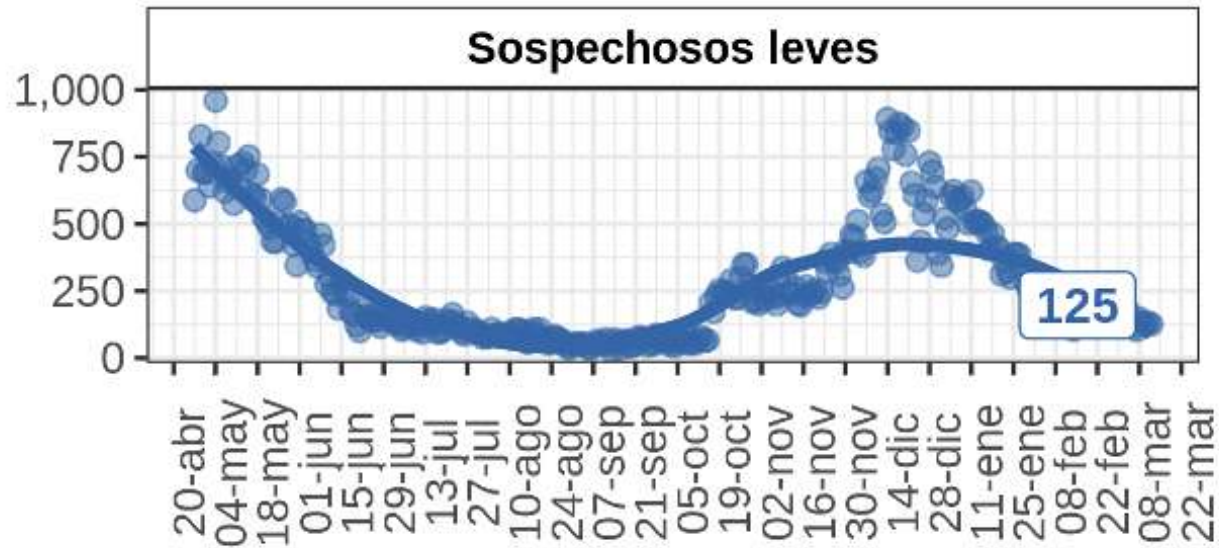 Sospechosos leves
1,000
750
500
250
0
125
20-abr
04-may
18-may
01-jun
15-jun
29-jun
13-jul
27-jul
10-ago
24-ago
07-sep
21-sep
05-oct
19-oct
02-nov
16-nov
30-nov
14-dic
28-dic
11-ene
25-ene
08-feb
22-feb
08-mar
22-mar